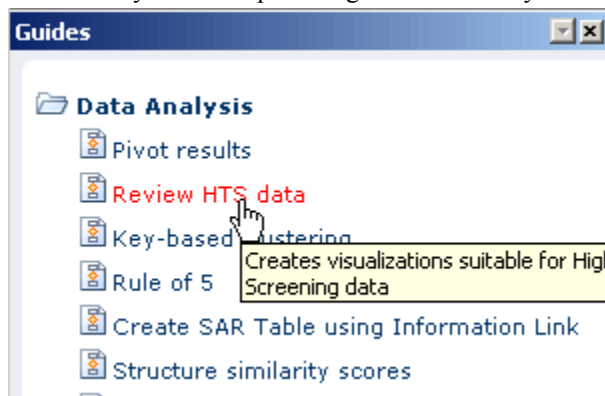 Guides
Data Analysis
Pivot results
Review HTS data
Key-based
Creates visualizations suitable for Hig
Rule of 5
Screening data
Create SAR Table using Information Link
Structure similarity scores